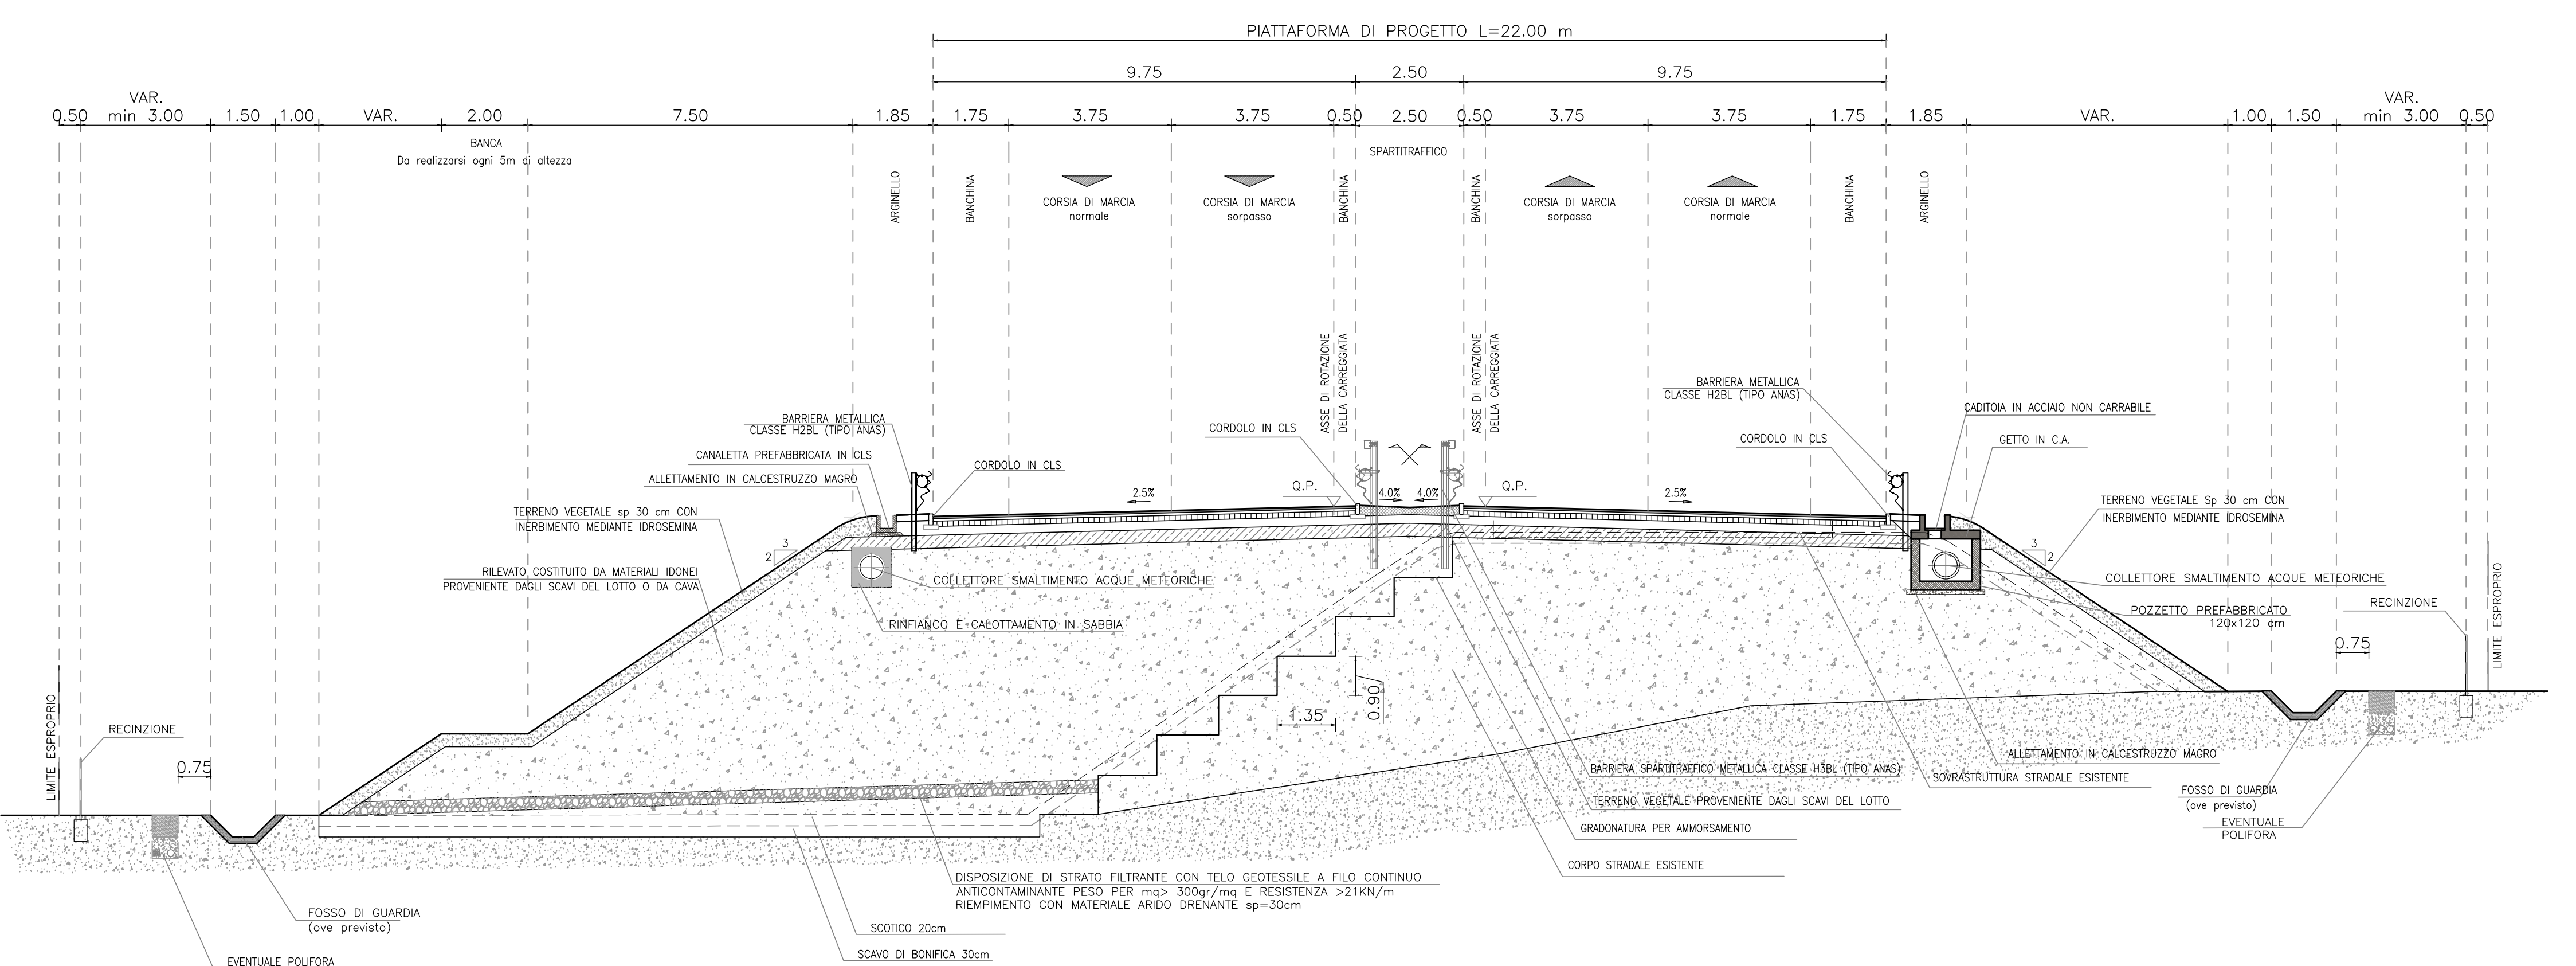 PIATTAFORMA DI PROGETTO L=22.00 m
9.75
2.50
9.75
VAR.
VAR.
0.50
min 3.00
1.50
1.00
VAR.
2.00
7.50
1.85
1.75
3.75
3.75
0.50
2.50
0.50
3.75
3.75
1.75
1.85
VAR.
1.00
1.50
min 3.00
0.50
BANCA
Da realizzarsi ogni 5m di altezza
SPARTITRAFFICO
ARGINELLO
BANCHINA
CORSIA DI MARCIA
normale
CORSIA DI MARCIA
sorpasso
BANCHINA
BANCHINA
CORSIA DI MARCIA
sorpasso
CORSIA DI MARCIA
normale
BANCHINA
ARGINELLO
ASSE DI ROTAZIONE
DELLA CARREGGIATA
ASSE DI ROTAZIONE
DELLA CARREGGIATA
BARRIERA METALLICA
CLASSE H2BL (TIPO ANAS)
CADITOIA IN ACCIAIO NON CARRABILE
BARRIERA METALLICA
CLASSE H2BL (TIPO ANAS)
CORDOLO IN CLS
CORDOLO IN CLS
GETTO IN C.A.
CANALETTA PREFABBRICATA IN CLS
CORDOLO IN CLS
ALLETTAMENTO IN CALCESTRUZZO MAGRO
2.5%
Q.P.
4.0%
4.0%
Q.P.
2.5%
TERRENO VEGETALE sp 30 cm CON
INERBIMENTO MEDIANTE IDROSEMINA
TERRENO VEGETALE Sp 30 cm CON
INERBIMENTO MEDIANTE IDROSEMINA
3
2
3
2
RILEVATO COSTITUITO DA MATERIALI IDONEI
PROVENIENTE DAGLI SCAVI DEL LOTTO O DA CAVA
COLLETTORE SMALTIMENTO ACQUE METEORICHE
COLLETTORE SMALTIMENTO ACQUE METEORICHE
RINFIANCO E CALOTTAMENTO IN SABBIA
POZZETTO PREFABBRICATO
120x120 cm
RECINZIONE
LIMITE ESPROPRIO
0.75
0.90
1.35
LIMITE ESPROPRIO
RECINZIONE
0.75
ALLETTAMENTO IN CALCESTRUZZO MAGRO
BARRIERA SPARTITRAFFICO METALLICA CLASSE H3BL (TIPO ANAS)
SOVRASTRUTTURA STRADALE ESISTENTE
TERRENO VEGETALE PROVENIENTE DAGLI SCAVI DEL LOTTO
FOSSO DI GUARDIA
(ove previsto)
EVENTUALE
POLIFORA
GRADONATURA PER AMMORSAMENTO
CORPO STRADALE ESISTENTE
DISPOSIZIONE DI STRATO FILTRANTE CON TELO GEOTESSILE A FILO CONTINUO
ANTICONTAMINANTE PESO PER mq> 300gr/mq E RESISTENZA >21KN/m
RIEMPIMENTO CON MATERIALE ARIDO DRENANTE sp=30cm
FOSSO DI GUARDIA
(ove previsto)
SCOTICO 20cm
SCAVO DI BONIFICA 30cm
EVENTUALE POLIFORA